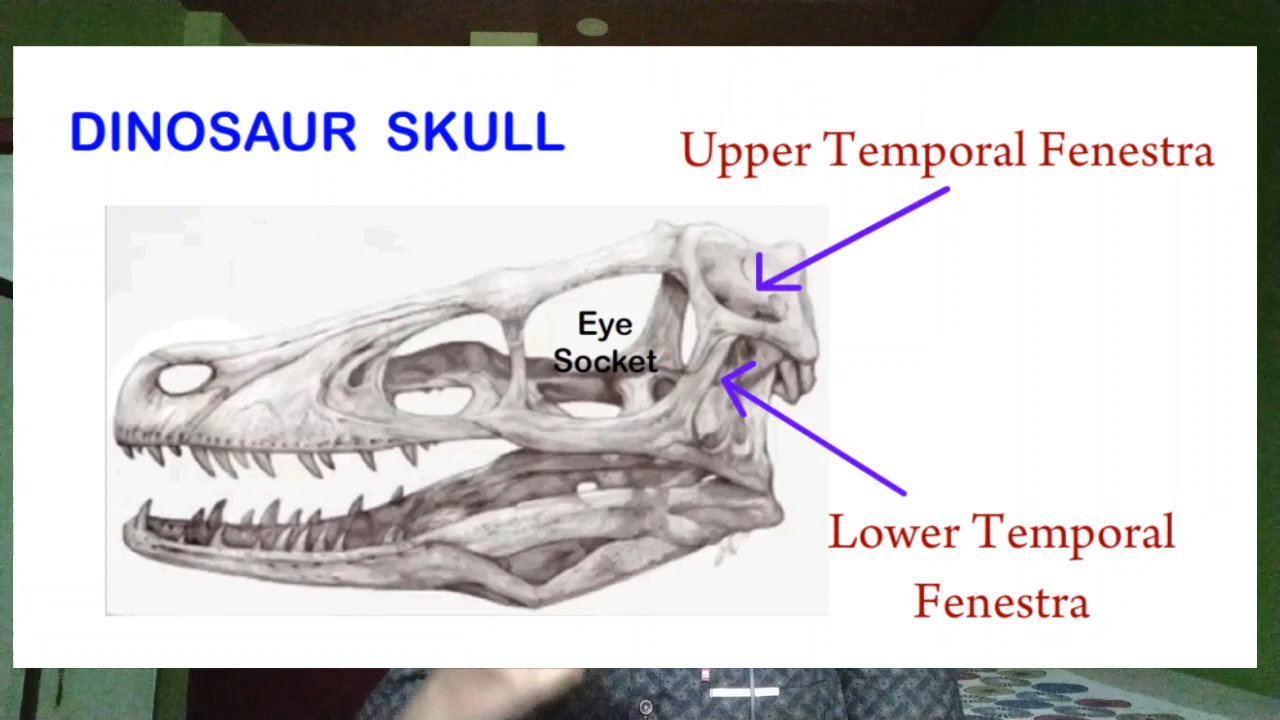 DINOSAUR SKULL
Upper Temporal Fenestra
Eye
Socket
Lower Temporal
Fenestra